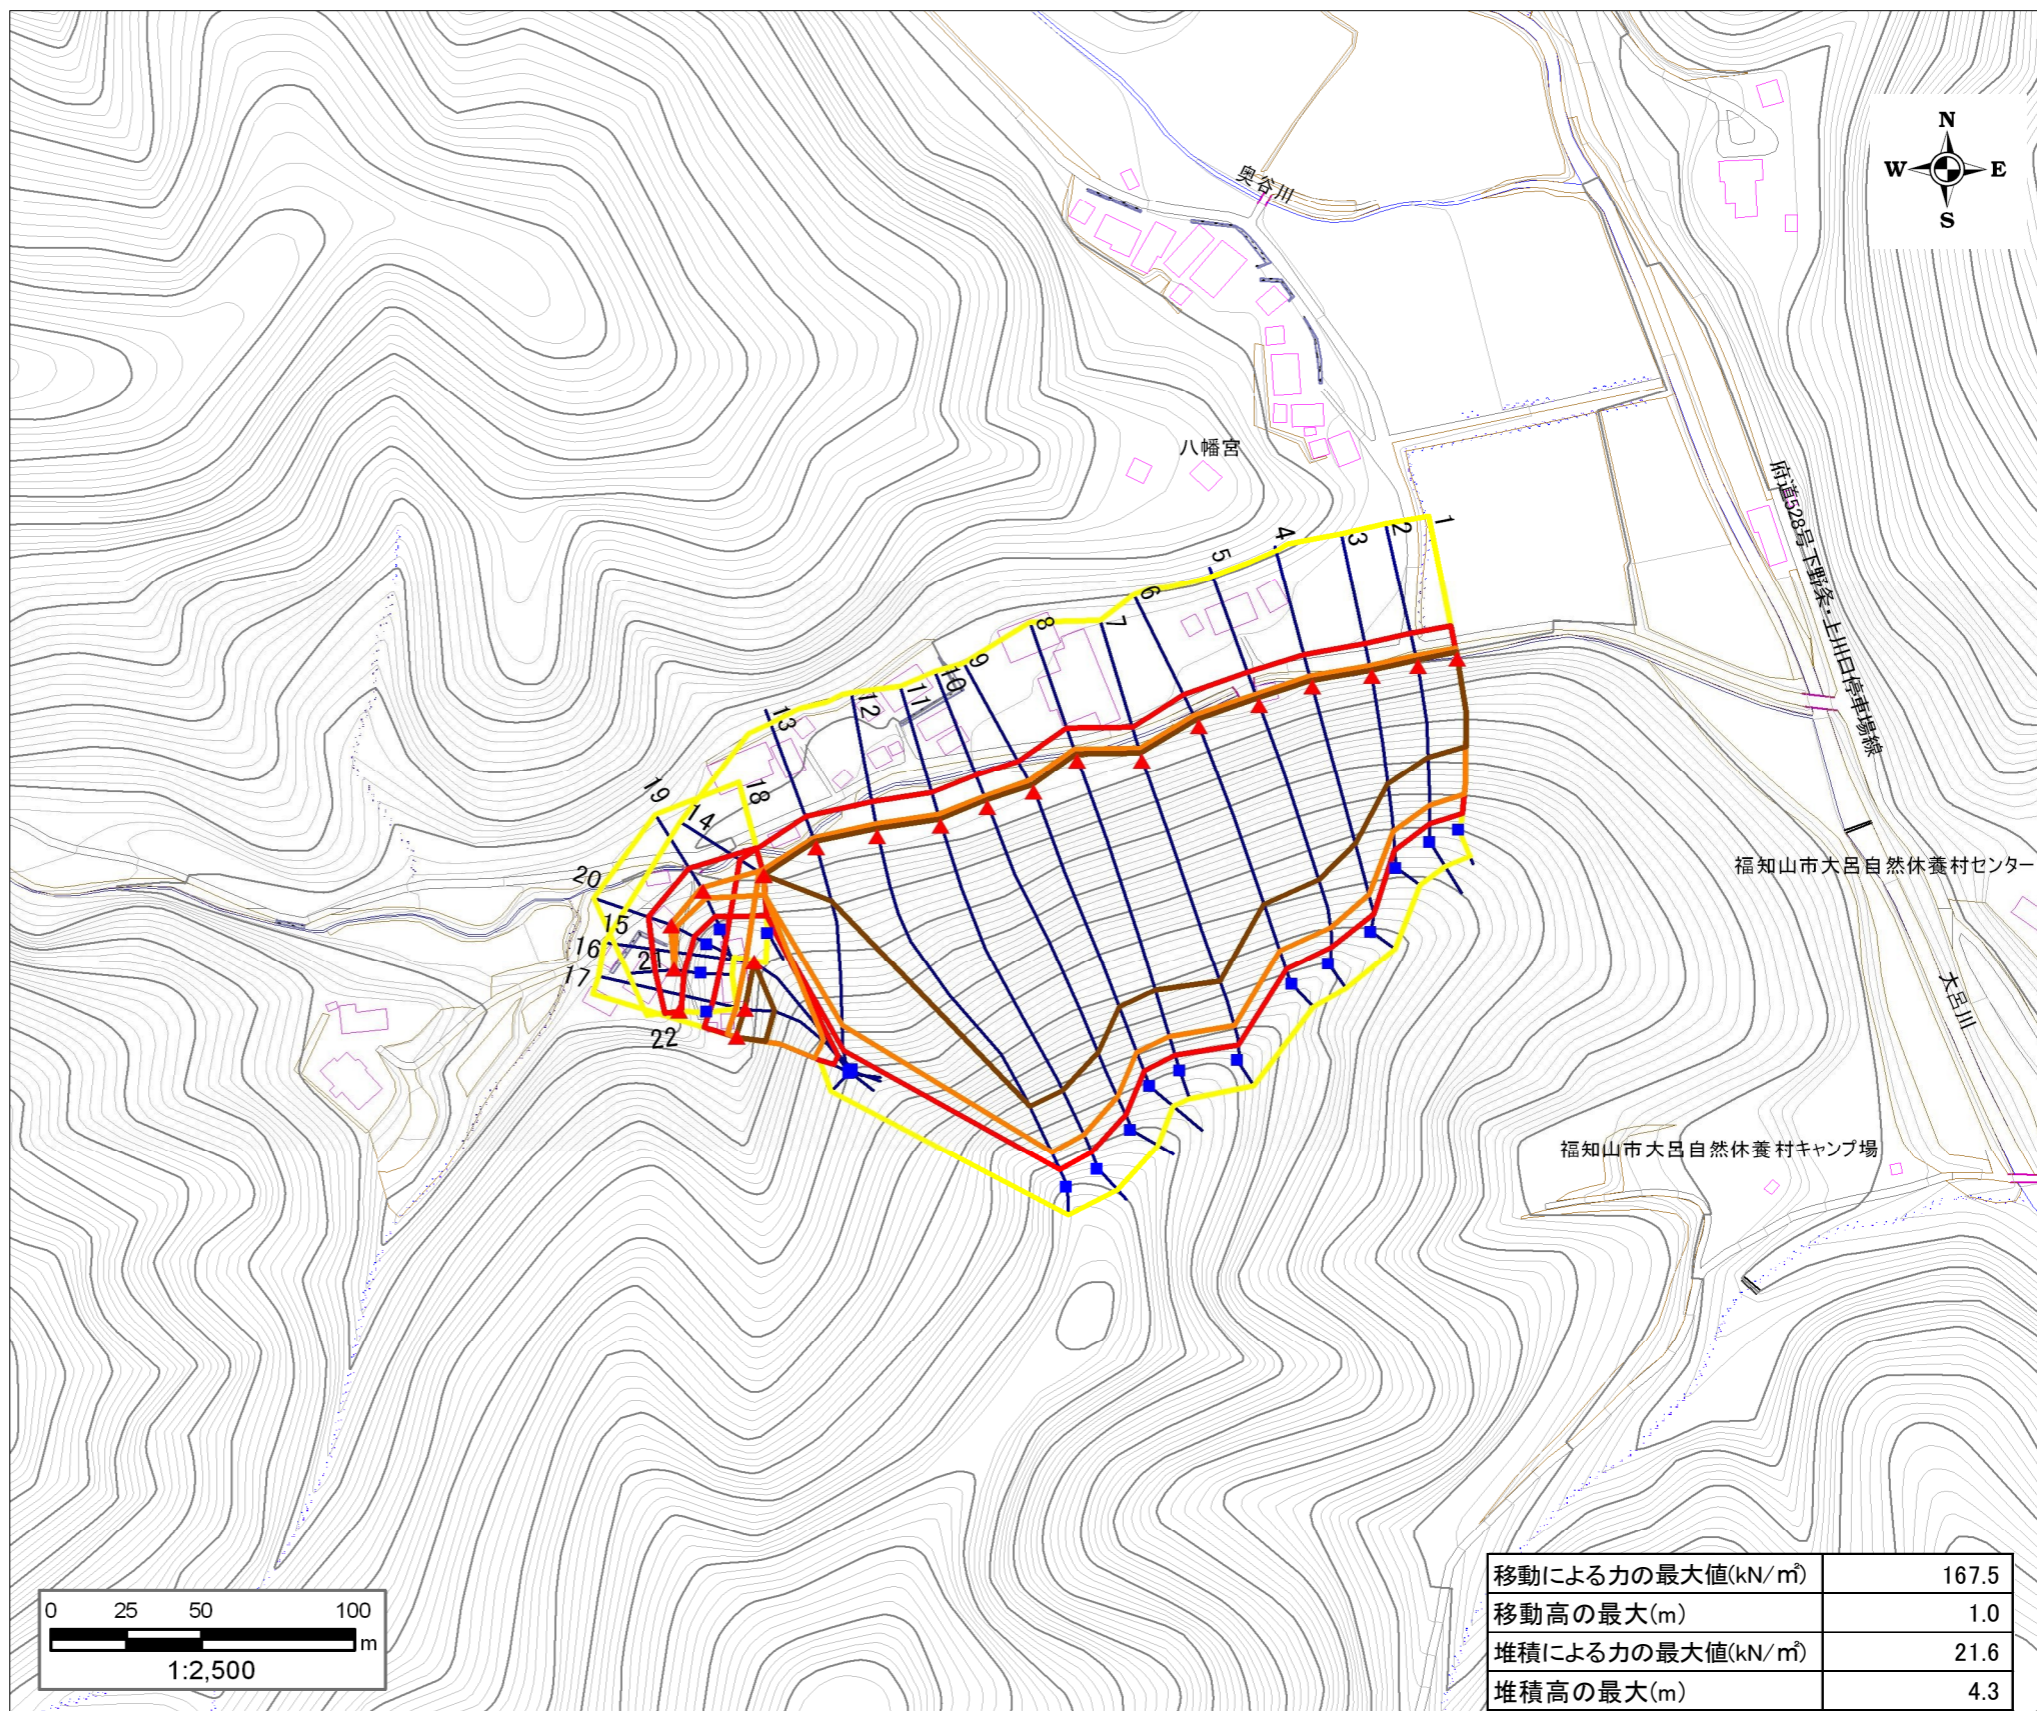 N
W E
S
奥谷川
八幡宮
府道528号下野条・上川口停車場線
1
2
3
4
5
6
7
8
9
10
11
12
13
18
19
14
20
15
16
21
17
22
福知山市大呂自然休養村センター
大呂川
福知山市大呂自然休養村キャンプ場
0 25 50 100
m
1:2,500
移動による力の最大値(kN/㎡) 167.5
移動高の最大(m) 1.0
堆積による力の最大値(kN/㎡) 21.6
堆積高の最大(m) 4.3